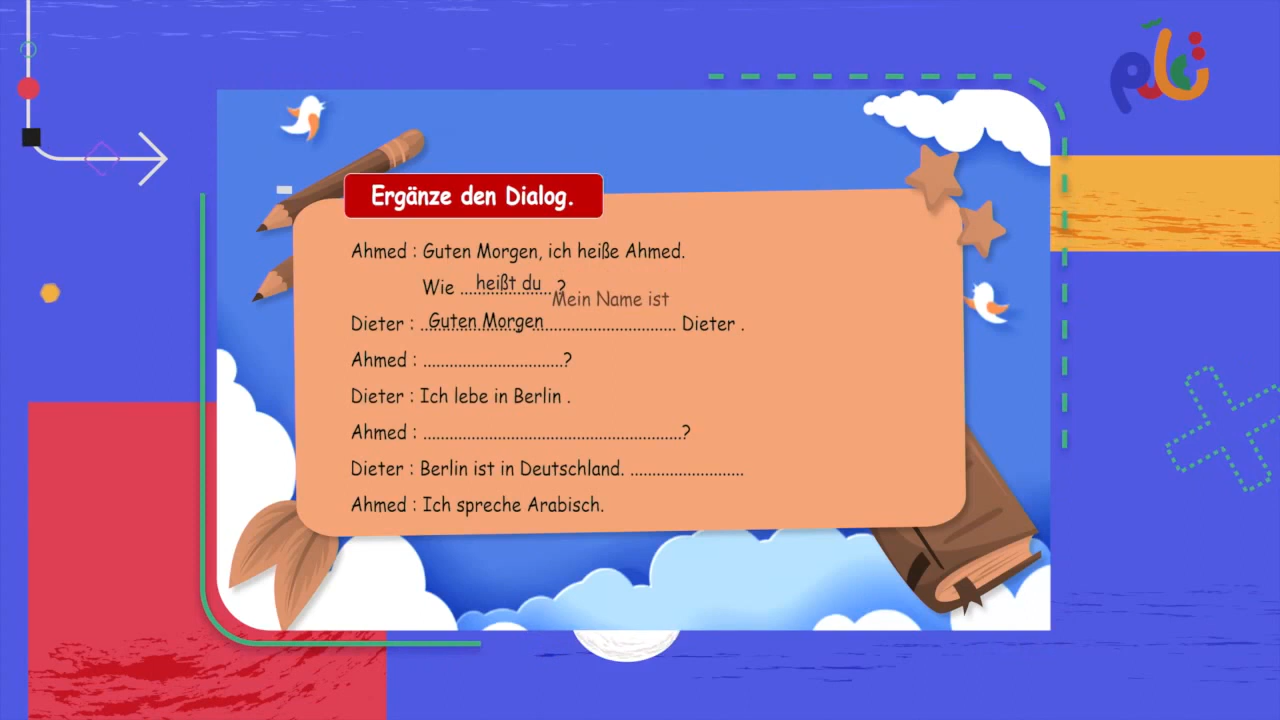 تعلم
Ergänze den Dialog.
Ahmed : Guten Morgen, ich heiße Ahmed.
Wie ...heißt du...?
Mein Name ist
Dieter : ..Guten Morgen.. ................................. Dieter .
Ahmed : ................................?
Dieter : Ich lebe in Berlin .
Ahmed : ...........................................................?
Dieter : Berlin ist in Deutschland. ..........................
Ahmed : Ich spreche Arabisch.